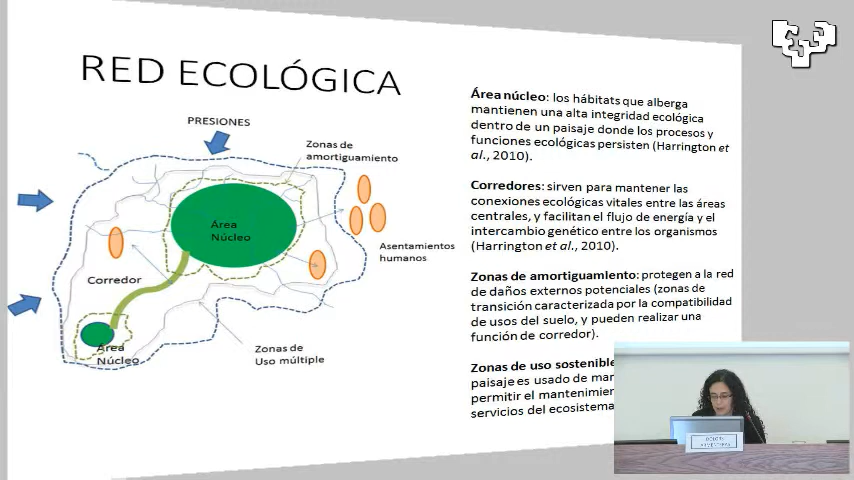 RED ECOLÓGICA
PRESIONES
Zonas de
amortiguamiento
Área
Núcleo
Asentamientos
humanos
Corredor
Área
Núcleo
Zonas de
Uso múltiple
Área núcleo: los hábitats que alberga
mantienen una alta integridad ecológica
dentro de un paisaje donde los procesos y
funciones ecológicas persisten (Harrington et
al., 2010).
Corredores: sirven para mantener las
conexiones ecológicas vitales entre las áreas
centrales, y facilitan el flujo de energía y el
intercambio genético entre los organismos
(Harrington et al., 2010).
Zonas de amortiguamiento: protegen a la red
de daños externos potenciales (zonas de
transición caracterizada por la compatibilidad
de usos del suelo, y pueden realizar una
función de corredor).
Zonas de uso sostenible
paisaje es usado de
permitir el
servicios del ecosistema